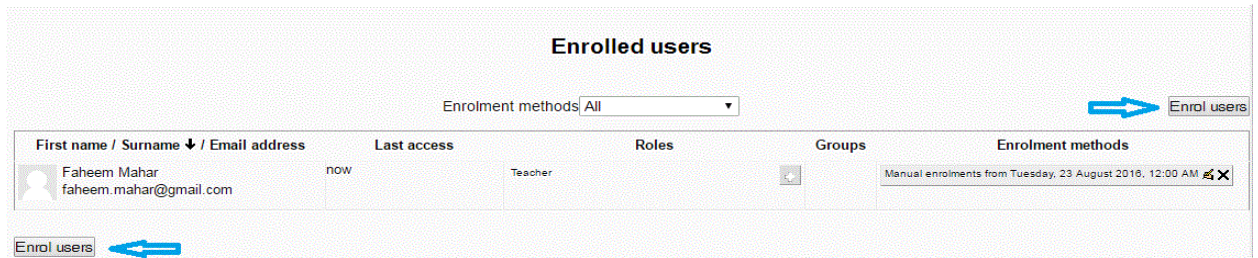 Enrolled users
Enrolment methods All
Enrol users
First name / Surname / Email address Last access Roles Groups Enrolment methods
Faheem Mahar now Teacher Manual enrolments from Tuesday, 23 August 2016, 12:00 AM
faheem.mahar@gmail.com
Enrol users